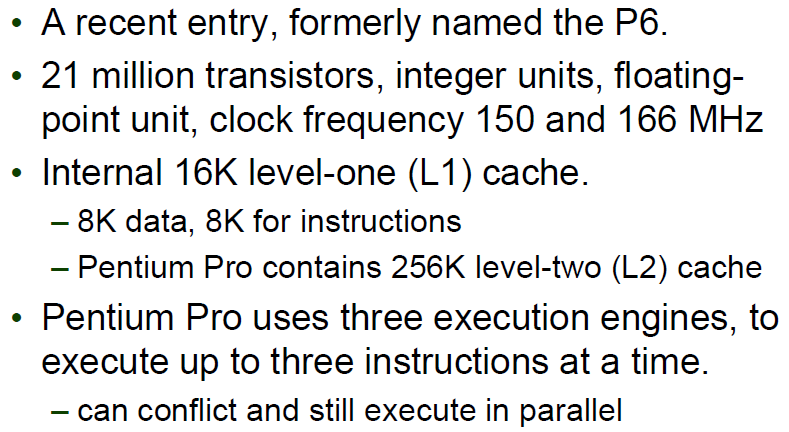 • A recent entry, formerly named the P6.
• 21 million transistors, integer units, floating-
point unit, clock frequency 150 and 166 MHz
• Internal 16K level-one (L1) cache.
– 8K data, 8K for instructions
– Pentium Pro contains 256K level-two (L2) cache
• Pentium Pro uses three execution engines, to
execute up to three instructions at a time.
– can conflict and still execute in parallel